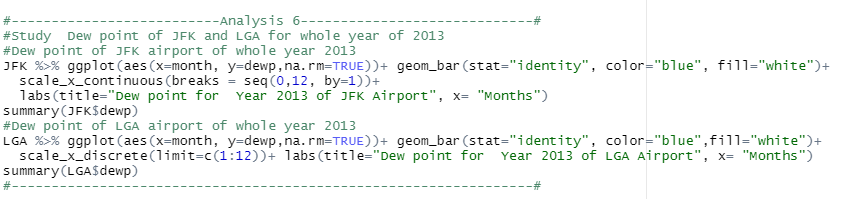 #--------------------------Analysis 6-----------------------------#
#Study  Dew point of JFK and LGA for whole year of 2013
#Dew point of JFK airport of whole year 2013
JFK %>% ggplot(aes(x=month, y=dewp,na.rm=TRUE))+ geom_bar(stat="identity", color="blue", fill="white")+
  scale_x_continuous(breaks = seq(0,12, by=1))+
  labs(title="Dew point for  Year 2013 of JFK Airport", x= "Months")
summary(JFK$dewp)
#Dew point of LGA airport of whole year 2013
LGA %>% ggplot(aes(x=month, y=dewp,na.rm=TRUE))+ geom_bar(stat="identity", color="blue",fill="white")+
  scale_x_discrete(limit=c(1:12))+ labs(title="Dew point for  Year 2013 of LGA Airport", x= "Months")
summary(LGA$dewp)
#-----------------------------------------------------------------#